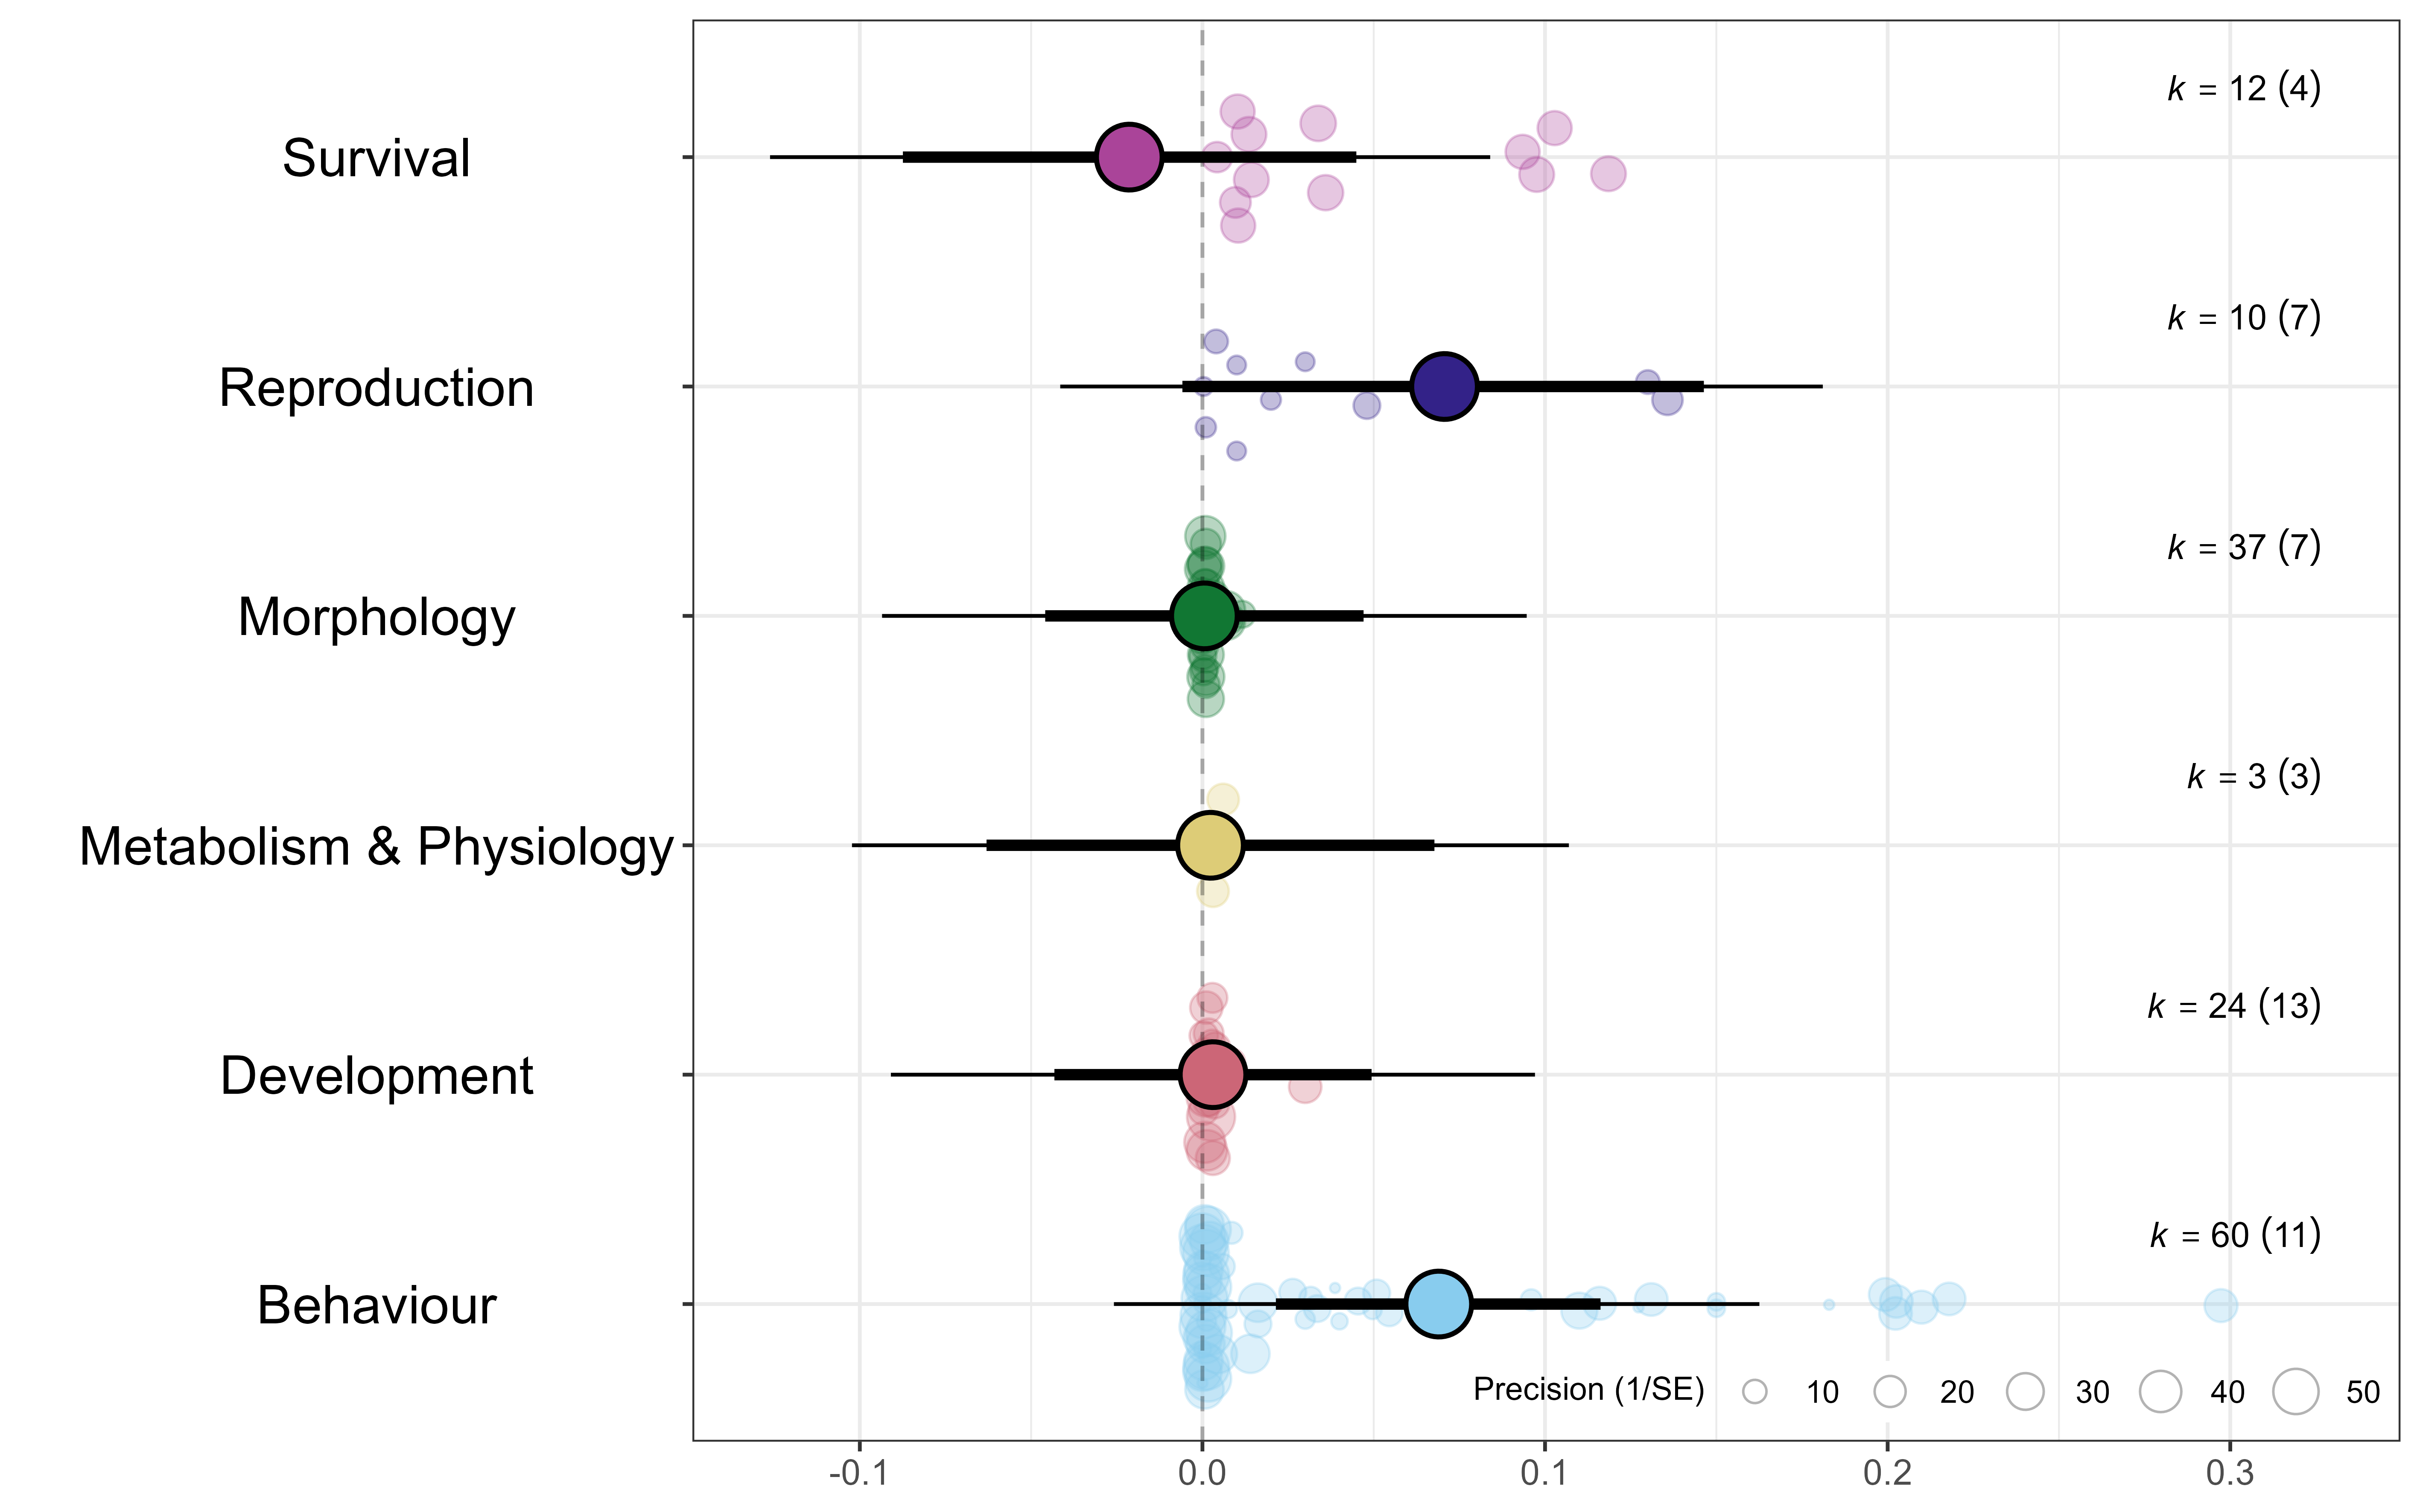 k = 12 (4)
Survival
k = 10 (7)
Reproduction
k = 37 (7)
Morphology
k = 3 (3)
Metabolism & Physiology
k = 24 (13)
Development
k = 60 (11)
Behaviour
Precision (1/SE) 10 20 30 40 50
-0.1 0.0 0.1 0.2 0.3